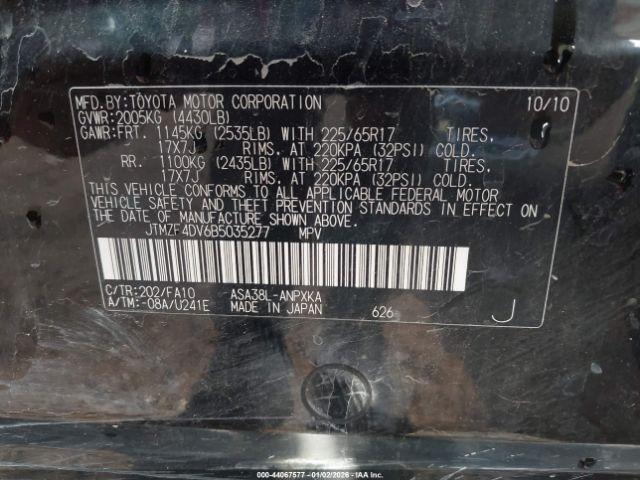 MFD.BY:TOYOTA MOTOR CORPORATION 10/10
GVWR:2005KG (4430LB)
GAWR:FRT. 1145KG (2535LB) WITH 225/65R17 TIRES,
17X7J RIMS, AT 220KPA (32PSI) COLD.
RR. 1100KG (2435LB) WITH 225/65R17 TIRES,
17X7J RIMS, AT 220KPA (32PSI) COLD.
THIS VEHICLE CONFORMS TO ALL APPLICABLE FEDERAL MOTOR
VEHICLE SAFETY AND THEFT PREVENTION STANDARDS IN EFFECT ON
THE DATE OF MANUFACTURE SHOWN ABOVE.
JTMZF4DV6B5035277 MPV
C/TR:202/FA10 ASA38L-ANPXKA
A/TM:-08A/U241E MADE IN JAPAN 626 J
000-44067577 - 01/02/2026 - IAA Inc.